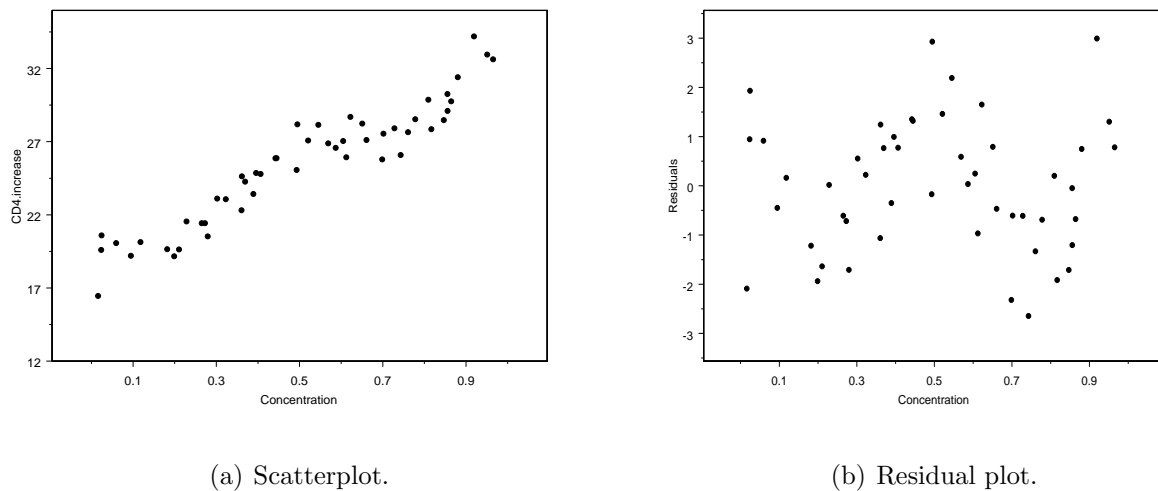 CD4.increase
32
27
22
17
12
0.1 0.3 0.5 0.7 0.9
Concentration
(a) Scatterplot.
Residuals
3
2
1
0
-1
-2
-3
0.1 0.3 0.5 0.7 0.9
Concentration
(b) Residual plot.